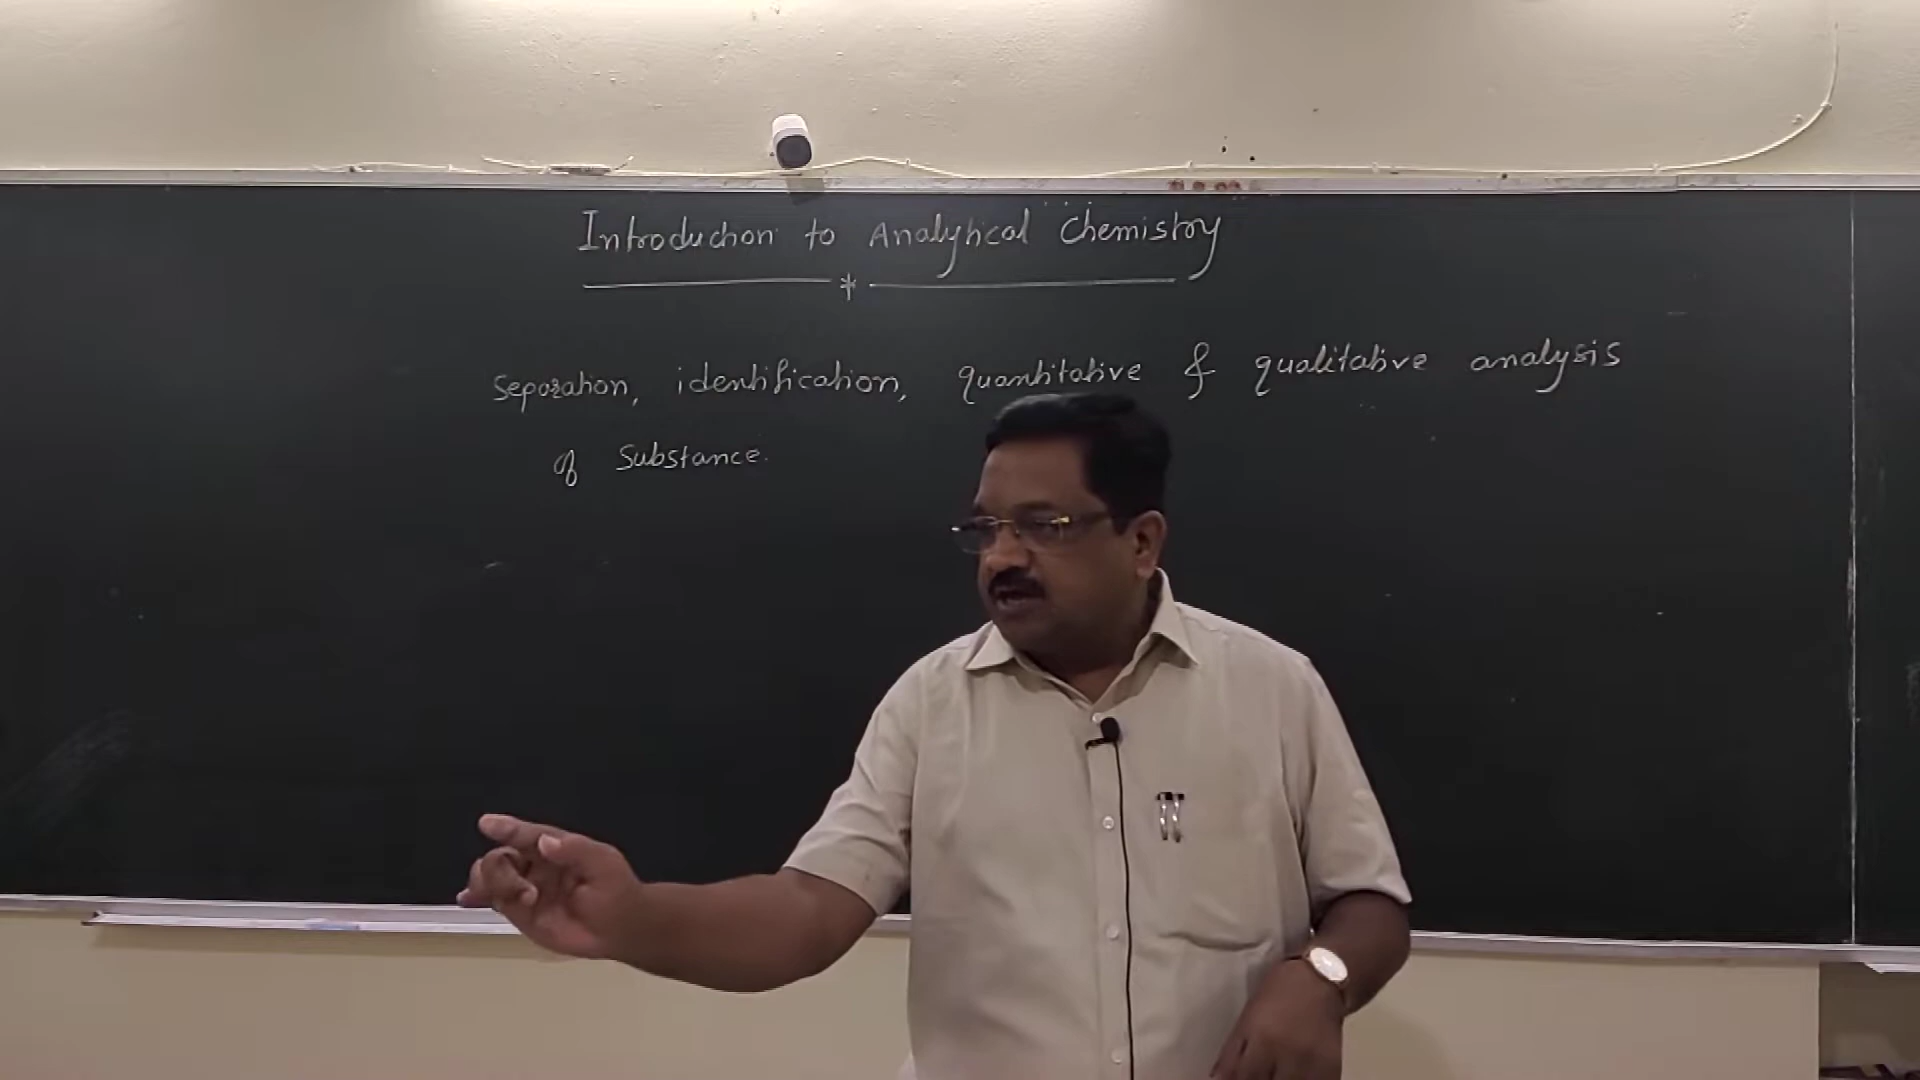 Introduction to Analytical Chemistry
Separation, identification, quantitative & qualitative analysis
of Substance.